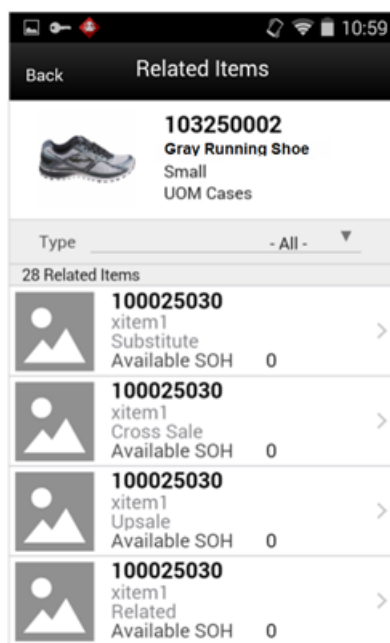 10:59
Back
Related Items
103250002
Gray Running Shoe
Small
UOM Cases
Type - All -
28 Related Items
100025030
xitem1
Substitute
Available SOH 0
100025030
xitem1
Cross Sale
Available SOH 0
100025030
xitem1
Upsale
Available SOH 0
100025030
xitem1
Related
Available SOH 0